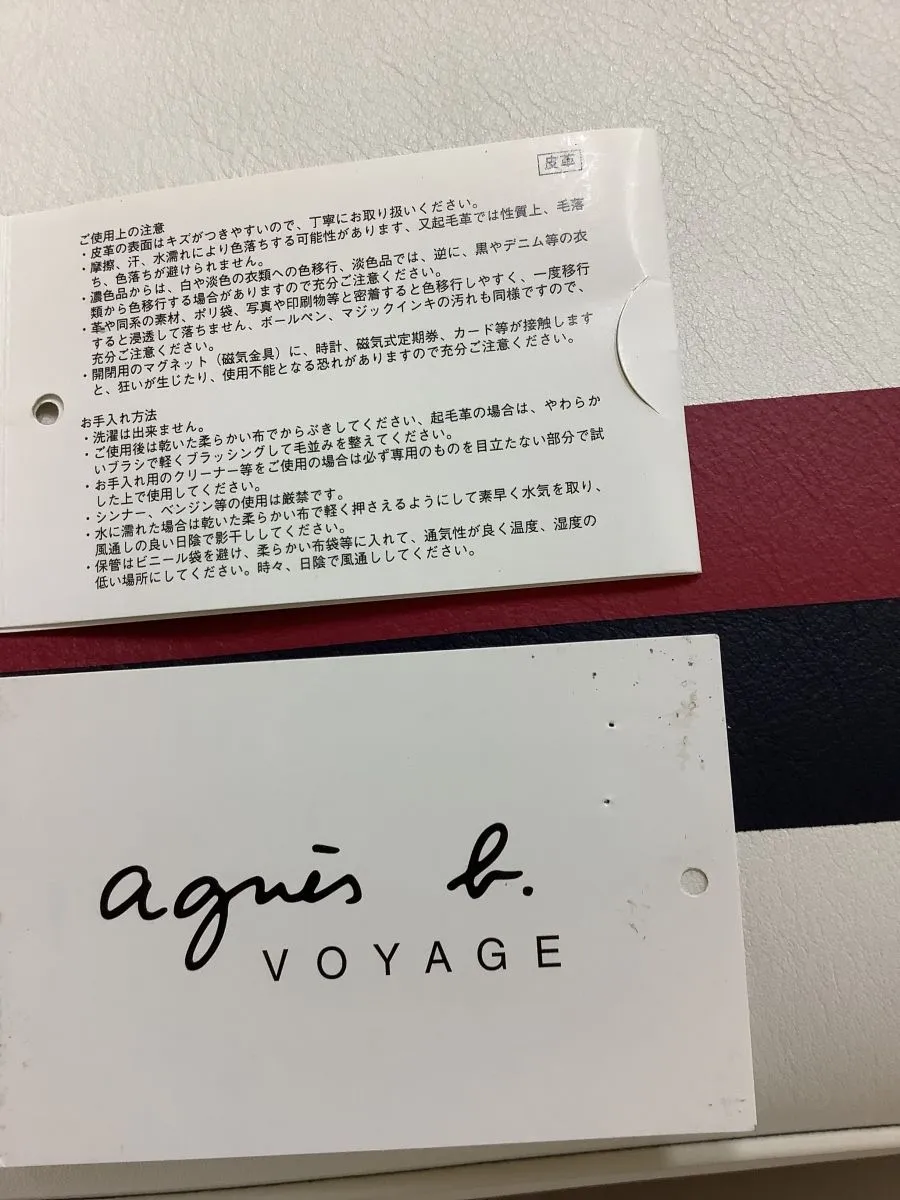 皮革
ご使用上の注意
・皮革の表面はキズがつきやすいので、丁寧にお取り扱いください。
・摩擦、汗、水濡れにより色落ちする可能性があります、又起毛革では性質上、毛落
ち、色落ちが避けられません。
・濃色品からは、白や淡色の衣類への色移行、淡色品では、逆に、黒やデニム等の衣
類から色移行する場合がありますので充分ご注意ください。
・革や同系の素材、ポリ袋、写真や印刷物等と密着すると色移行しやすく、一度移行
すると浸透して落ちません、ボールペン、マジックインキの汚れも同様ですので、
充分ご注意ください。
・開閉用のマグネット（磁気金具）に、時計、磁気式定期券、カード等が接触します
と、狂いが生じたり、使用不能となる恐れがありますので充分ご注意ください。
お手入れ方法
・洗濯は出来ません。
・ご使用後は乾いた柔らかい布でからぶきしてください、起毛革の場合は、やわらか
いブラシで軽くブラッシングして毛並みを整えてください。
・お手入れ用のクリーナー等をご使用の場合は必ず専用のものを目立たない部分で試
した上で使用してください。
・シンナー、ベンジン等の使用は厳禁です。
・水に濡れた場合は乾いた柔らかい布で軽く押さえるようにして素早く水気を取り、
風通しの良い日陰で影干ししてください。
・保管はビニール袋を避け、柔らかい布袋等に入れて、通気性が良く温度、湿度の
低い場所にしてください。時々、日陰で風通ししてください。
agnès b.
VOYAGE